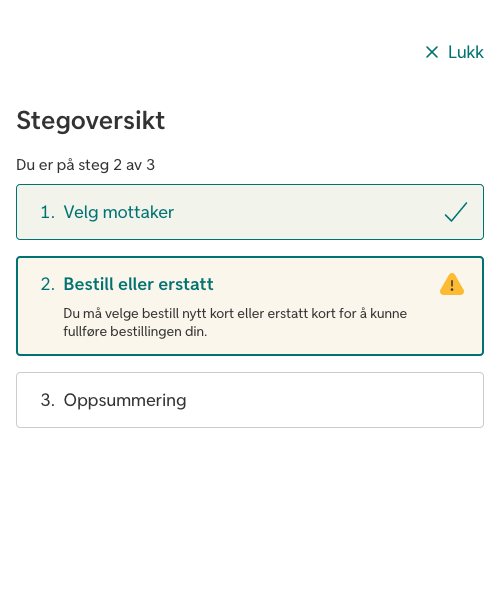 Lukk
Stegoversikt
Du er på steg 2 av 3
1. Velg mottaker
2. Bestill eller erstatt
Du må velge bestill nytt kort eller erstatt kort for å kunne
fullføre bestillingen din.
3. Oppsummering